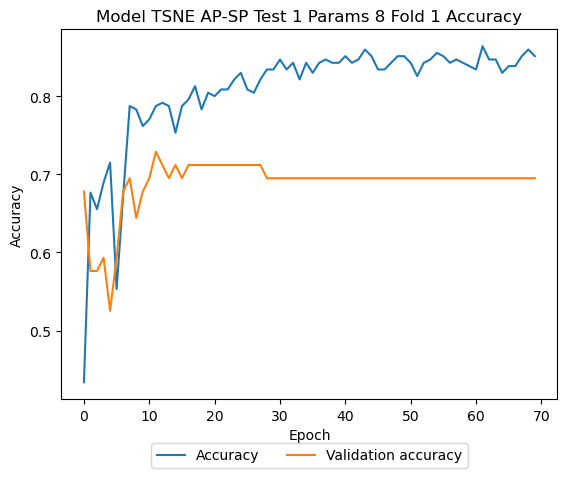 Model TSNE AP-SP Test 1 Params 8 Fold 1 Accuracy
Accuracy
0.8
0.7
0.6
0.5
0 10 20 30 40 50 60 70
Epoch
Accuracy Validation accuracy